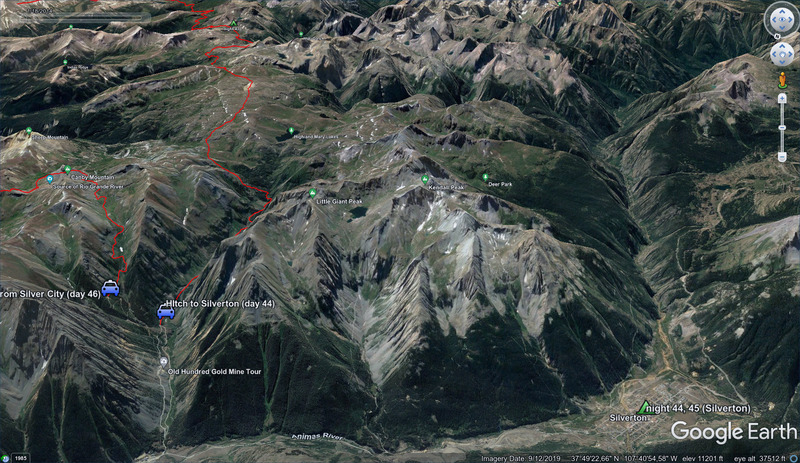 Highland Mary Lakes
Canby Mountain
Source of Rio Grande River
Kendall Peak
Deer Park
Little Giant Peak
rom Silver City (day 46)
HItch to Silverton (day 44)
Old Hundred Gold Mine Tour
night 44, 45 (Silverton)
Silverton
Animas River
Google Earth
1985
Imagery Date: 9/12/2019 37°49'22.66" N 107°40'54.58" W elev 11201 ft eye alt 37512 ft